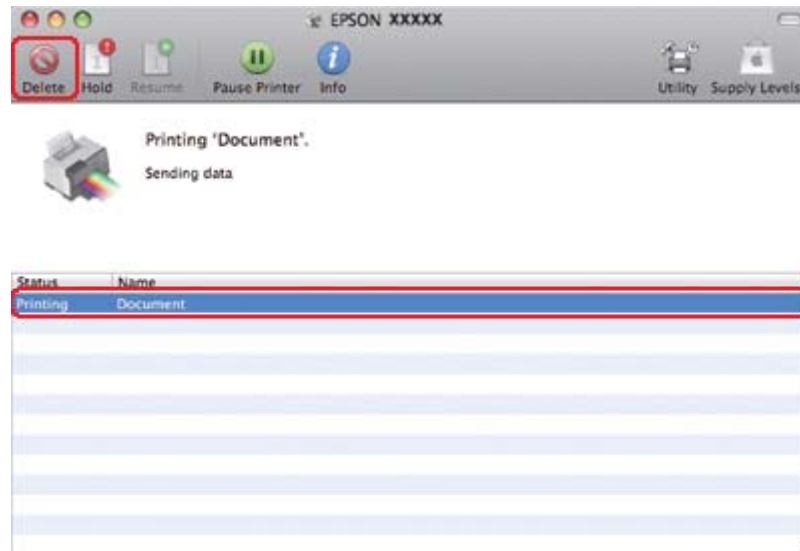 EPSON XXXXX
Delete Hold Resume Pause Printer Info Utility Supply Levels
Printing "Document".
Sending data
Status Name
Printing Document